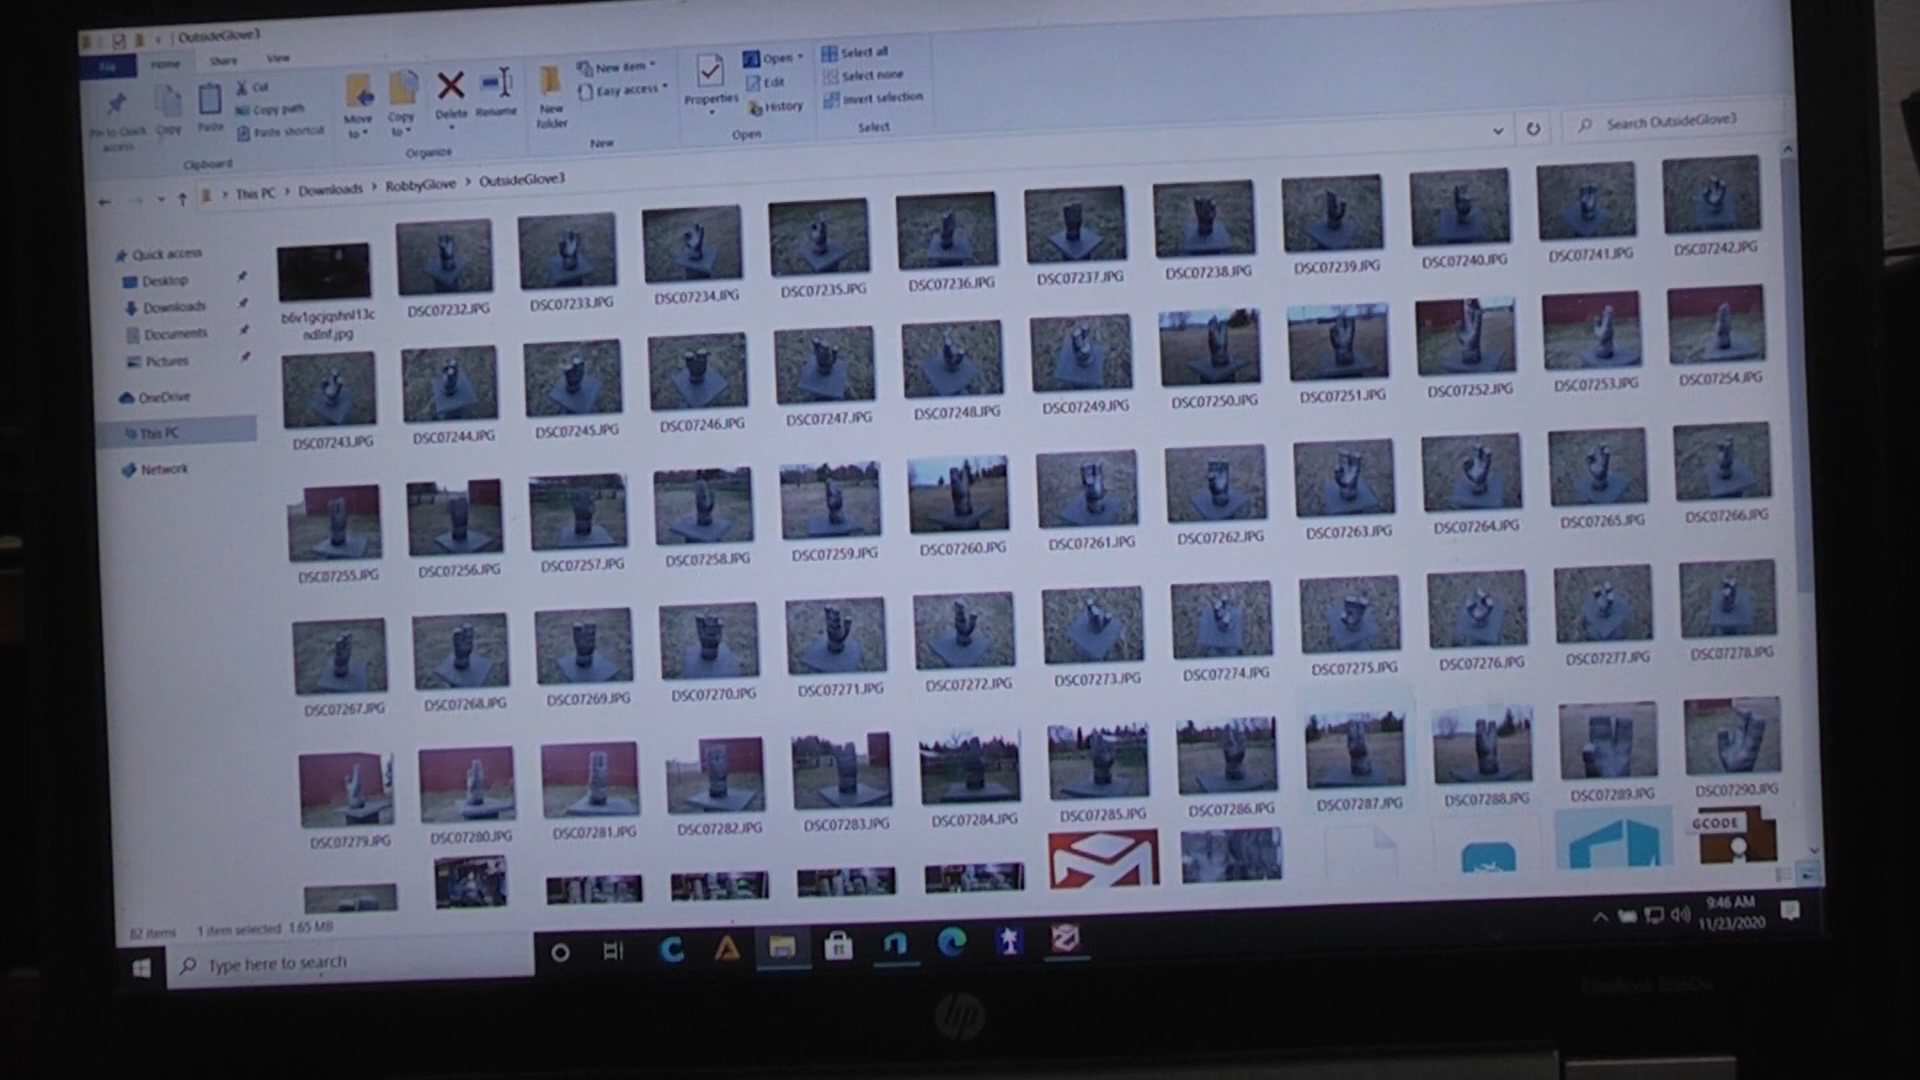 OutsideGlove3
File Home Share View
Pin to Quick access
Copy
Paste
Cut
Copy path
Paste shortcut
Clipboard
Move to
Copy to
Delete
Rename
Organize
New folder
New item
Easy access
New
Properties
Open
Edit
History
Open
Select all
Select none
Invert selection
Select
This PC > Downloads > RobbyGlove > OutsideGlove3
Search OutsideGlove3
Quick access
Desktop
Downloads
Documents
Pictures
OneDrive
This PC
Network
DSC07232.JPG DSC07233.JPG DSC07234.JPG DSC07235.JPG DSC07236.JPG DSC07237.JPG DSC07238.JPG DSC07239.JPG DSC07240.JPG DSC07241.JPG DSC07242.JPG
DSC07243.JPG DSC07244.JPG DSC07245.JPG DSC07246.JPG DSC07247.JPG DSC07248.JPG DSC07249.JPG DSC07250.JPG DSC07251.JPG DSC07252.JPG DSC07253.JPG DSC07254.JPG
DSC07255.JPG DSC07256.JPG DSC07257.JPG DSC07258.JPG DSC07259.JPG DSC07260.JPG DSC07261.JPG DSC07262.JPG DSC07263.JPG DSC07264.JPG DSC07265.JPG DSC07266.JPG
DSC07267.JPG DSC07268.JPG DSC07269.JPG DSC07270.JPG DSC07271.JPG DSC07272.JPG DSC07273.JPG DSC07274.JPG DSC07275.JPG DSC07276.JPG DSC07277.JPG DSC07278.JPG
DSC07279.JPG DSC07280.JPG DSC07281.JPG DSC07282.JPG DSC07283.JPG DSC07284.JPG DSC07285.JPG DSC07286.JPG DSC07287.JPG DSC07288.JPG DSC07289.JPG DSC07290.JPG
GCODE
82 items 1 item selected 1.65 MB
Type here to search
9:46 AM
11/23/2020
hp